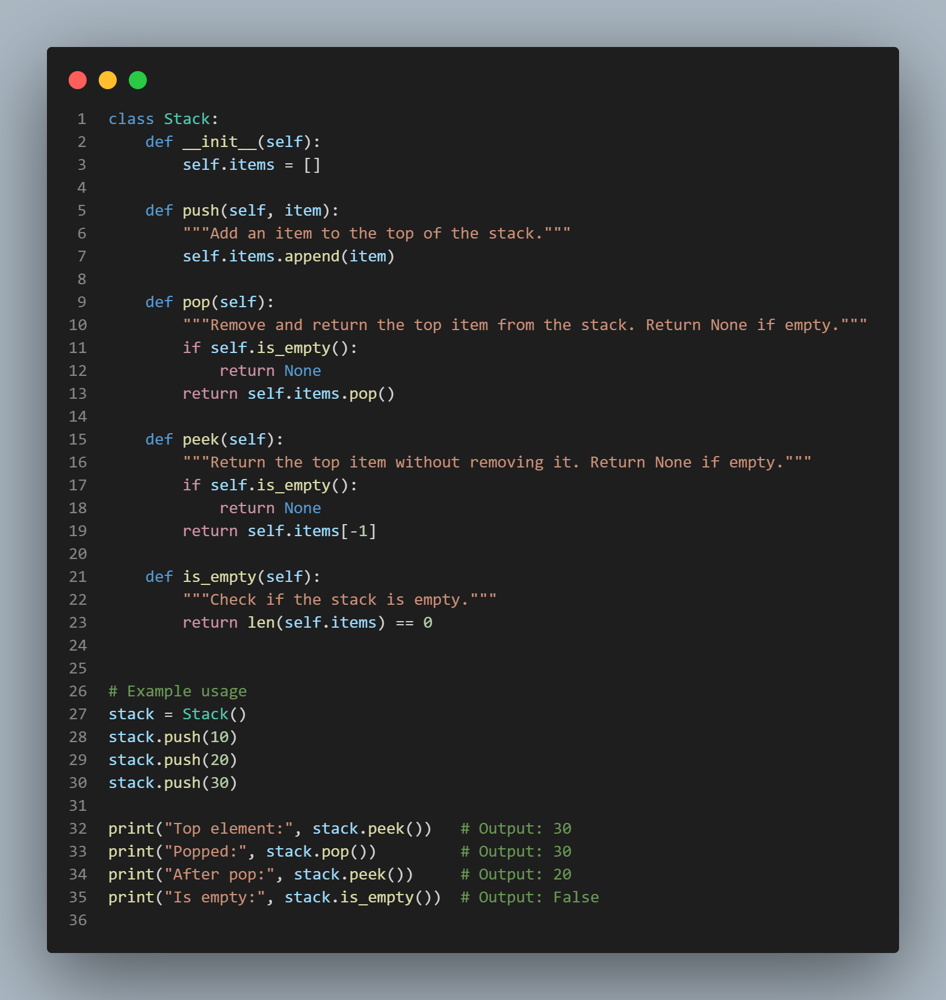 1 class Stack:
2     def __init__(self):
3         self.items = []
4
5     def push(self, item):
6         """Add an item to the top of the stack."""
7         self.items.append(item)
8
9     def pop(self):
10         """Remove and return the top item from the stack. Return None if empty."""
11         if self.is_empty():
12             return None
13         return self.items.pop()
14
15     def peek(self):
16         """Return the top item without removing it. Return None if empty."""
17         if self.is_empty():
18             return None
19         return self.items[-1]
20
21     def is_empty(self):
22         """Check if the stack is empty."""
23         return len(self.items) == 0
24
25
26 # Example usage
27 stack = Stack()
28 stack.push(10)
29 stack.push(20)
30 stack.push(30)
31
32 print("Top element:", stack.peek())   # Output: 30
33 print("Popped:", stack.pop())         # Output: 30
34 print("After pop:", stack.peek())     # Output: 20
35 print("Is empty:", stack.is_empty())  # Output: False
36